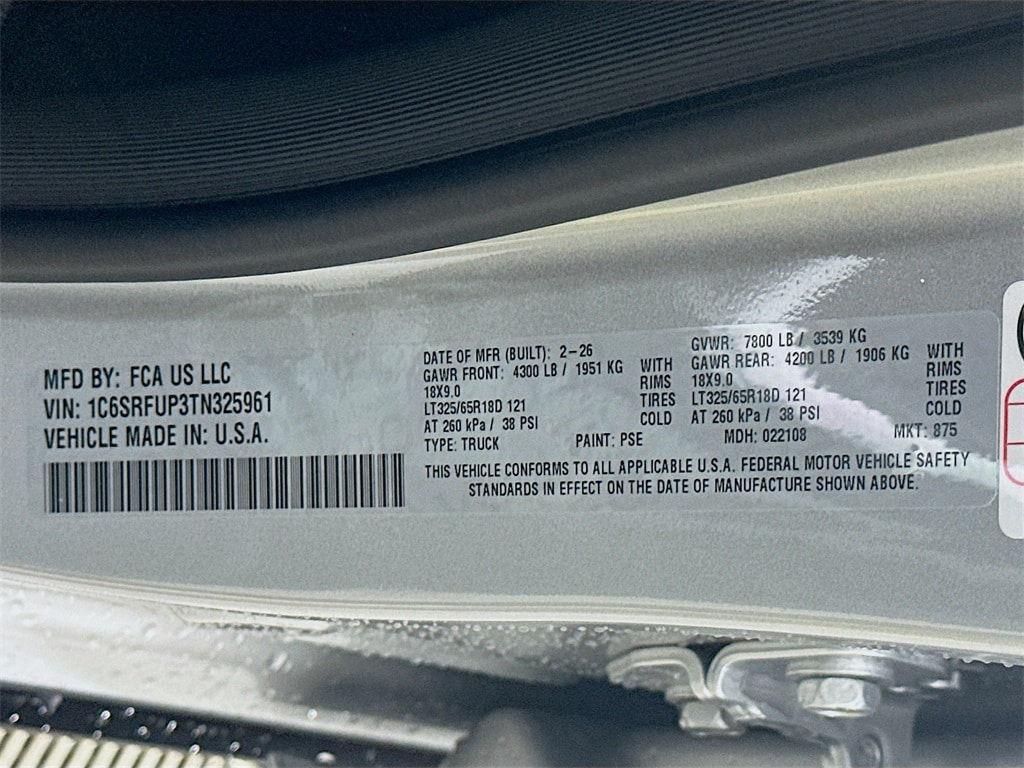 MFD BY: FCA US LLC
VIN: 1C6SRFUP3TN325961
VEHICLE MADE IN: U.S.A.
DATE OF MFR (BUILT): 2-26
GAWR FRONT: 4300 LB / 1951 KG WITH
18X9.0 RIMS
LT325/65R18D 121 TIRES
AT 260 kPa / 38 PSI COLD
GVWR: 7800 LB / 3539 KG
GAWR REAR: 4200 LB / 1906 KG WITH
18X9.0 RIMS
LT325/65R18D 121 TIRES
AT 260 kPa / 38 PSI COLD
TYPE: TRUCK PAINT: PSE MDH: 022108 MKT: 875
THIS VEHICLE CONFORMS TO ALL APPLICABLE U.S.A. FEDERAL MOTOR VEHICLE SAFETY
STANDARDS IN EFFECT ON THE DATE OF MANUFACTURE SHOWN ABOVE.